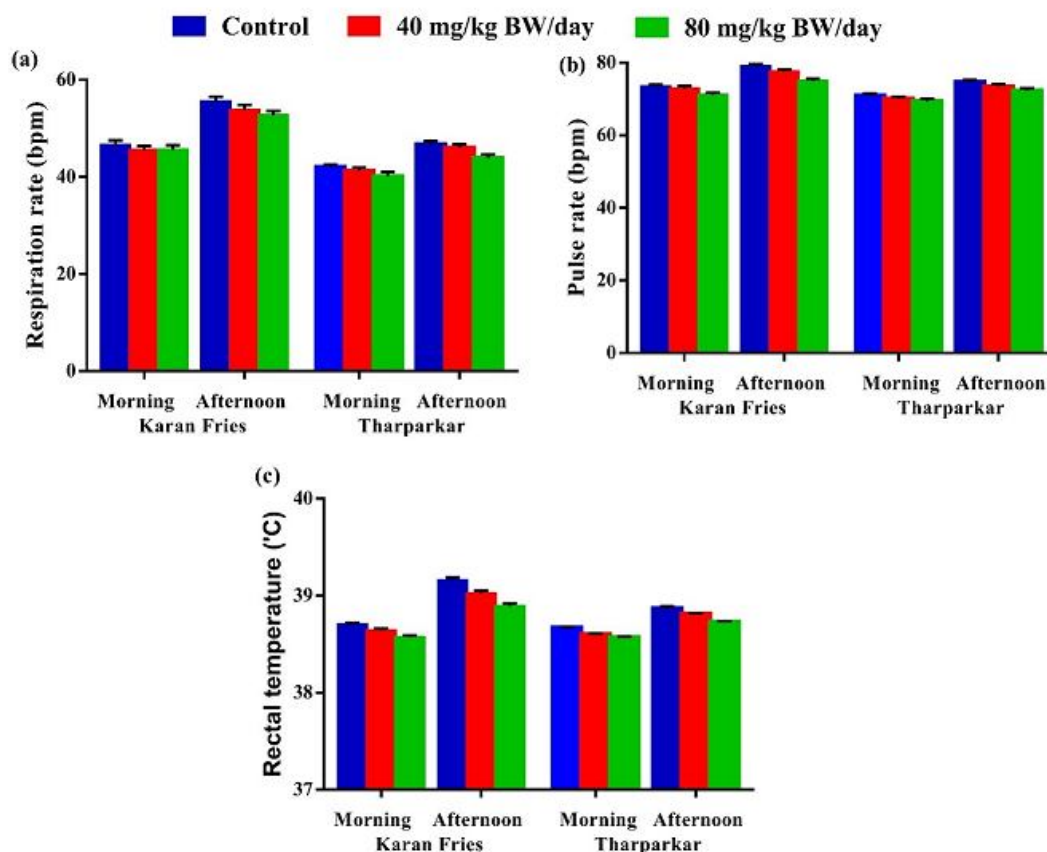 Control 40 mg/kg BW/day 80 mg/kg BW/day
(a)
Respiration rate (bpm)
60
40
20
0
Morning Afternoon Morning Afternoon
Karan Fries Tharparkar
(b)
Pulse rate (bpm)
80
60
40
20
0
Morning Afternoon Morning Afternoon
Karan Fries Tharparkar
(c)
Rectal temperature ('C)
40
39
38
37
Morning Afternoon Morning Afternoon
Karan Fries Tharparkar